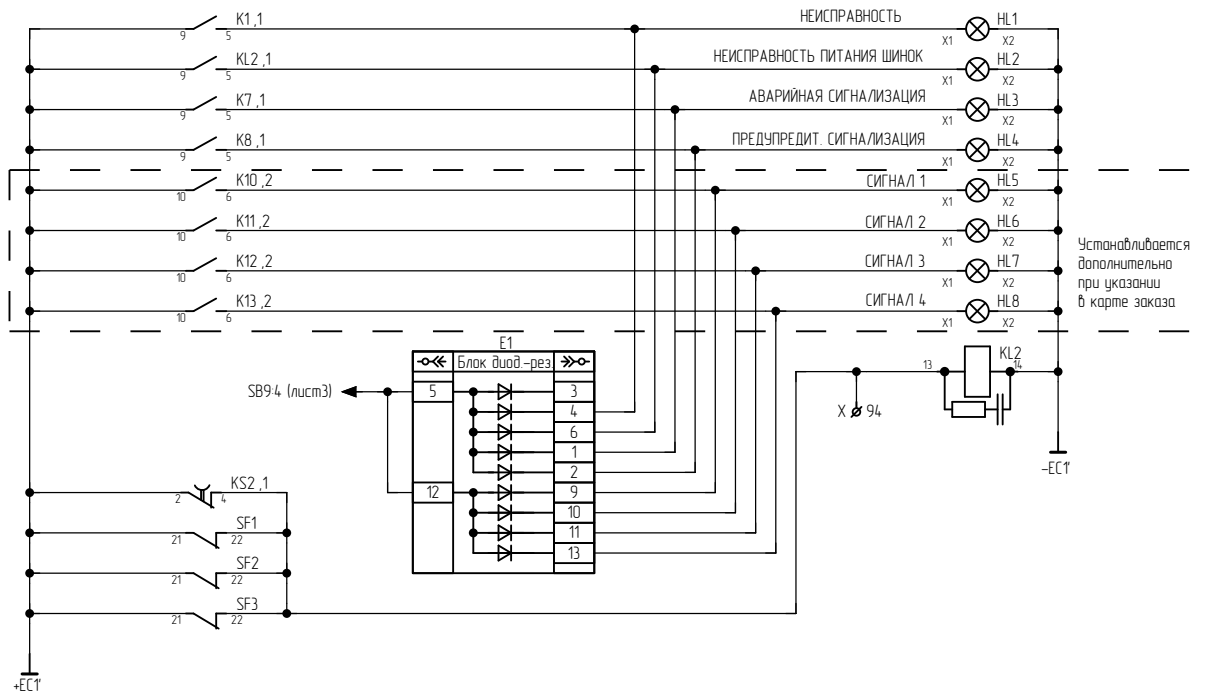 K1,1 НЕИСПРАВНОСТЬ HL1
9 5 X1 X2
KL2,1 НЕИСПРАВНОСТЬ ПИТАНИЯ ШИНОК HL2
9 5 X1 X2
K7,1 АВАРИЙНАЯ СИГНАЛИЗАЦИЯ HL3
9 5 X1 X2
K8,1 ПРЕДУПРЕДИТ. СИГНАЛИЗАЦИЯ HL4
9 5 X1 X2
K10,2 СИГНАЛ 1 HL5
10 6 X1 X2
K11,2 СИГНАЛ 2 HL6
10 6 X1 X2
K12,2 СИГНАЛ 3 HL7
10 6 X1 X2
K13,2 СИГНАЛ 4 HL8
10 6 X1 X2
Устанавливается
дополнительно
при указании
в карте заказа
E1
Блок диод.-рез.
SB9:4 (лист3)
5 3
4
6
1
2
12 9
10
11
13
KL2
13 14
X 94
-EC1'
KS2,1
2 4
SF1
21 22
SF2
21 22
SF3
21 22
+EC1'